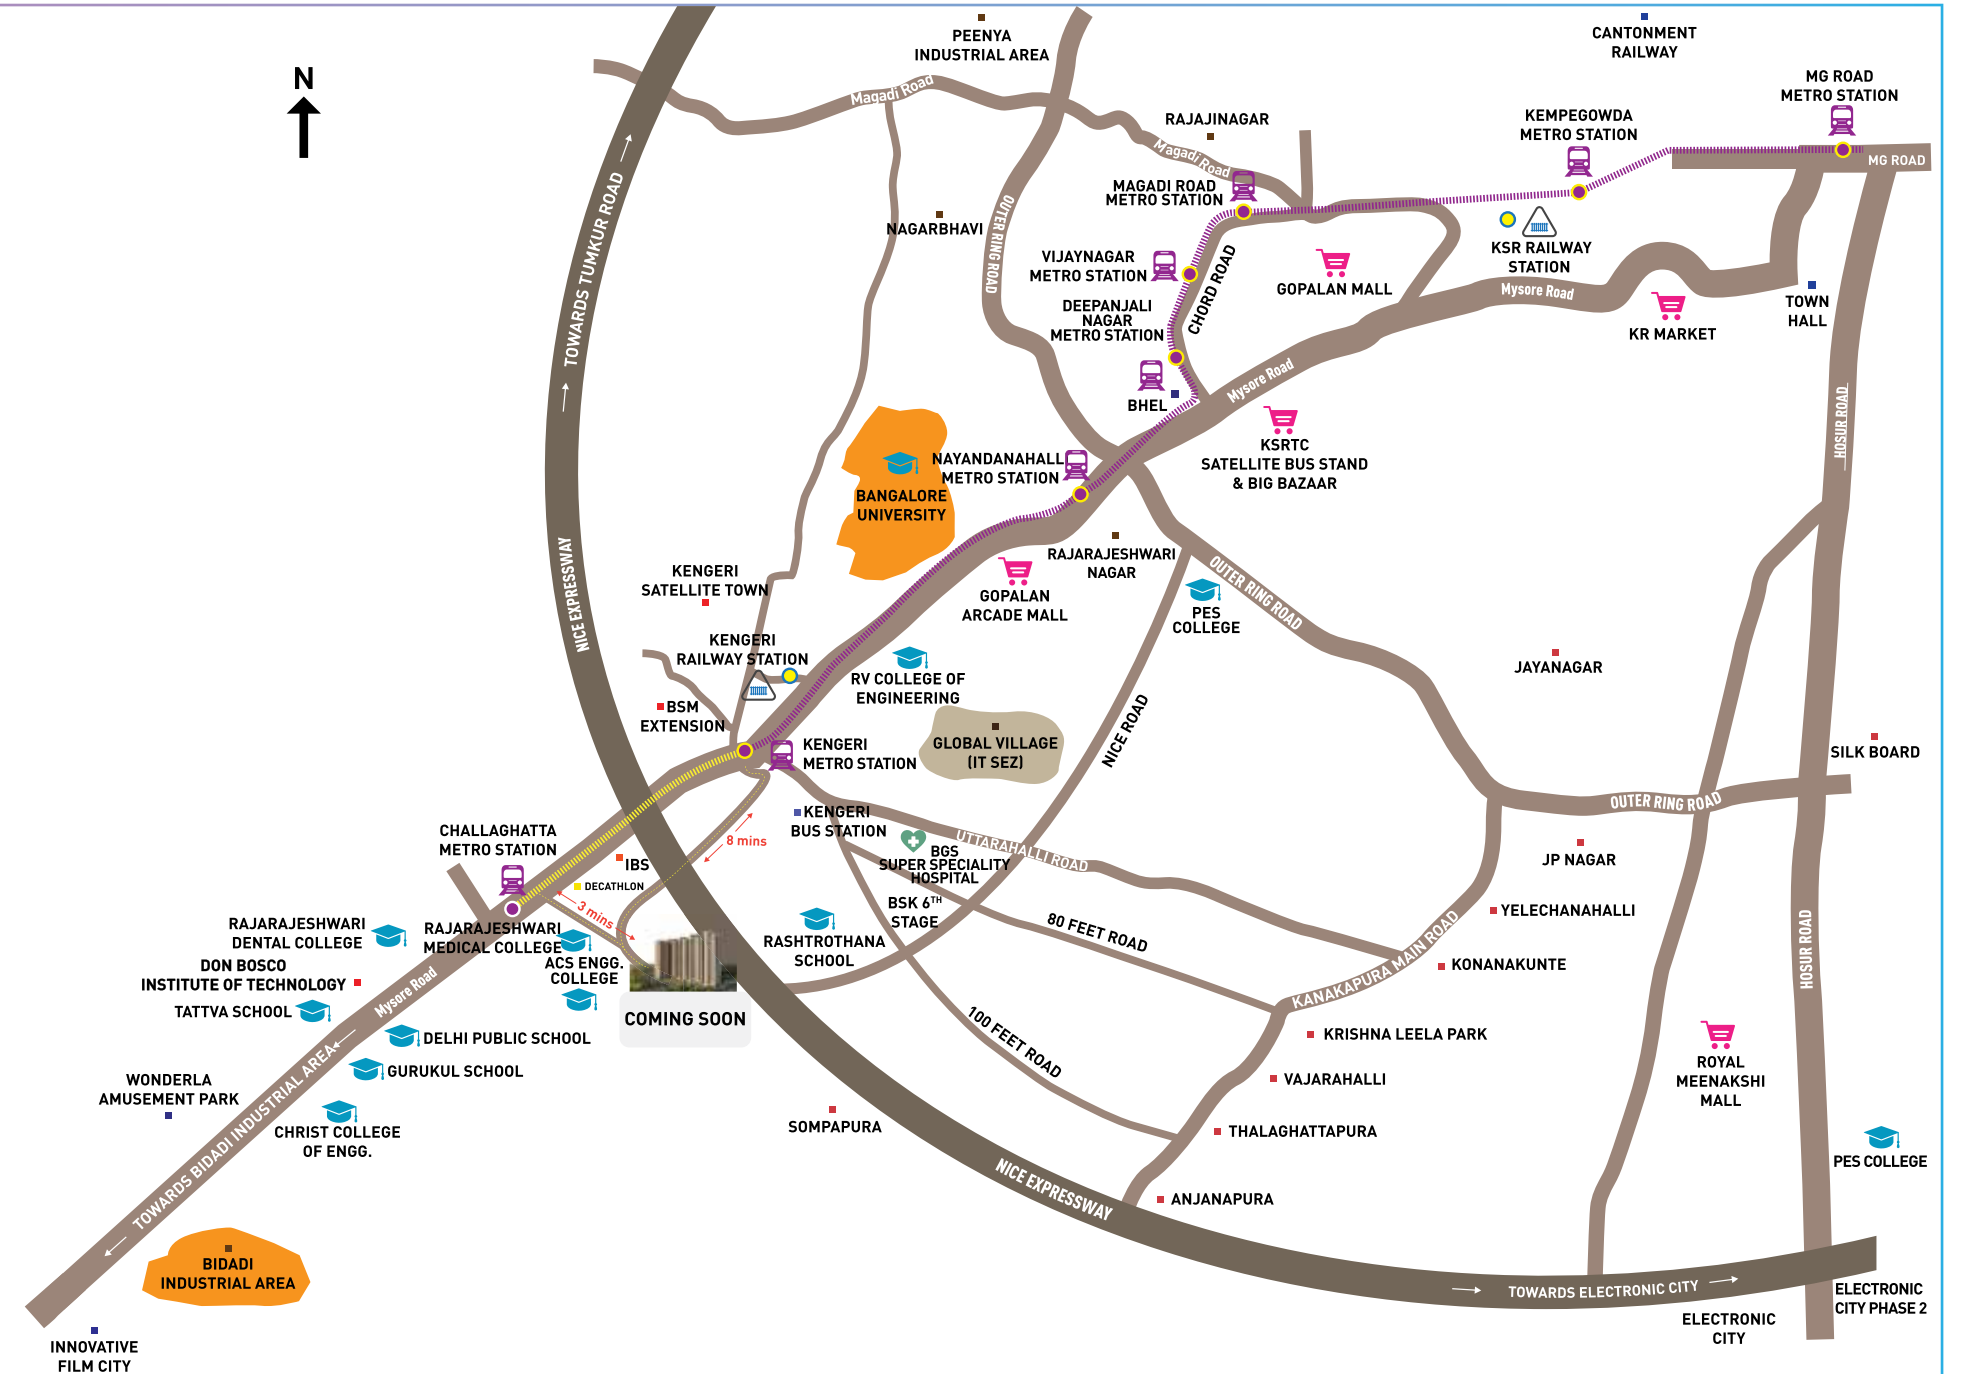 PEENYA
INDUSTRIAL AREA
CANTONMENT
RAILWAY
N
MG ROAD
METRO STATION
Magadi Road
RAJAJINAGAR
KEMPEGOWDA
METRO STATION
Magadi Road
MG ROAD
TOWARDS TUMKUR ROAD
MAGADI ROAD
METRO STATION
OUTER RING ROAD
NAGARBHAVI
KSR RAILWAY
STATION
VIJAYNAGAR
METRO STATION
CHORD ROAD
GOPALAN MALL
Mysore Road
TOWN
HALL
DEEPANJALI
NAGAR
METRO STATION
KR MARKET
BHEL
Mysore Road
HOSUR ROAD
KSRTC
SATELLITE BUS STAND
& BIG BAZAAR
NAYANDANAHALL
METRO STATION
BANGALORE
UNIVERSITY
NICE EXPRESSWAY
RAJARAJESHWARI
NAGAR
KENGERI
SATELLITE TOWN
GOPALAN
ARCADE MALL
OUTER RING ROAD
PES
COLLEGE
KENGERI
RAILWAY STATION
RV COLLEGE OF
ENGINEERING
JAYANAGAR
BSM
EXTENSION
NICE ROAD
GLOBAL VILLAGE
(IT SEZ)
KENGERI
METRO STATION
SILK BOARD
OUTER RING ROAD
KENGERI
BUS STATION
CHALLAGHATTA
METRO STATION
8 mins
UTTARAHALLI ROAD
BGS
SUPER SPECIALITY
HOSPITAL
IBS
DECATHLON
JP NAGAR
3 mins
BSK 6TH
STAGE
YELECHANAHALLI
RAJARAJESHWARI
DENTAL COLLEGE
RAJARAJESHWARI
MEDICAL COLLEGE
80 FEET ROAD
KANAKAPURA MAIN ROAD
HOSUR ROAD
RASHTROTHANA
SCHOOL
ACS ENGG.
COLLEGE
DON BOSCO
INSTITUTE OF TECHNOLOGY
KONANAKUNTE
Mysore Road
TATTVA SCHOOL
COMING SOON
100 FEET ROAD
KRISHNA LEELA PARK
DELHI PUBLIC SCHOOL
ROYAL
MEENAKSHI
MALL
GURUKUL SCHOOL
VAJARAHALLI
WONDERLA
AMUSEMENT PARK
TOWARDS BIDADI INDUSTRIAL AREA
CHRIST COLLEGE
OF ENGG.
SOMPAPURA
THALAGHATTAPURA
PES COLLEGE
NICE EXPRESSWAY
ANJANAPURA
BIDADI
INDUSTRIAL AREA
TOWARDS ELECTRONIC CITY
ELECTRONIC
CITY PHASE 2
ELECTRONIC
CITY
INNOVATIVE
FILM CITY